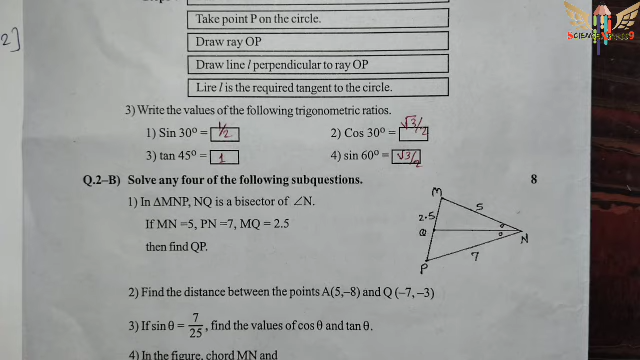 2]
Take point P on the circle.
Draw ray OP
Draw line l perpendicular to ray OP
Lire l is the required tangent to the circle.
3) Write the values of the following trigonometric ratios.
1) Sin 30⁰ = 1/2 2) Cos 30⁰ = √3/2
3) tan 45⁰ = 1 4) sin 60⁰ = √3/2
Q.2–B) Solve any four of the following subquestions. 8
1) In ΔMNP, NQ is a bisector of ∠N.
If MN =5, PN =7, MQ = 2.5
then find QP.
M
5
2.5
Q
N
P
7
2) Find the distance between the points A(5,–8) and Q (–7, –3)
3) If sin θ = 7/25, find the values of cos θ and tan θ.
4) In the figure, chord MN and